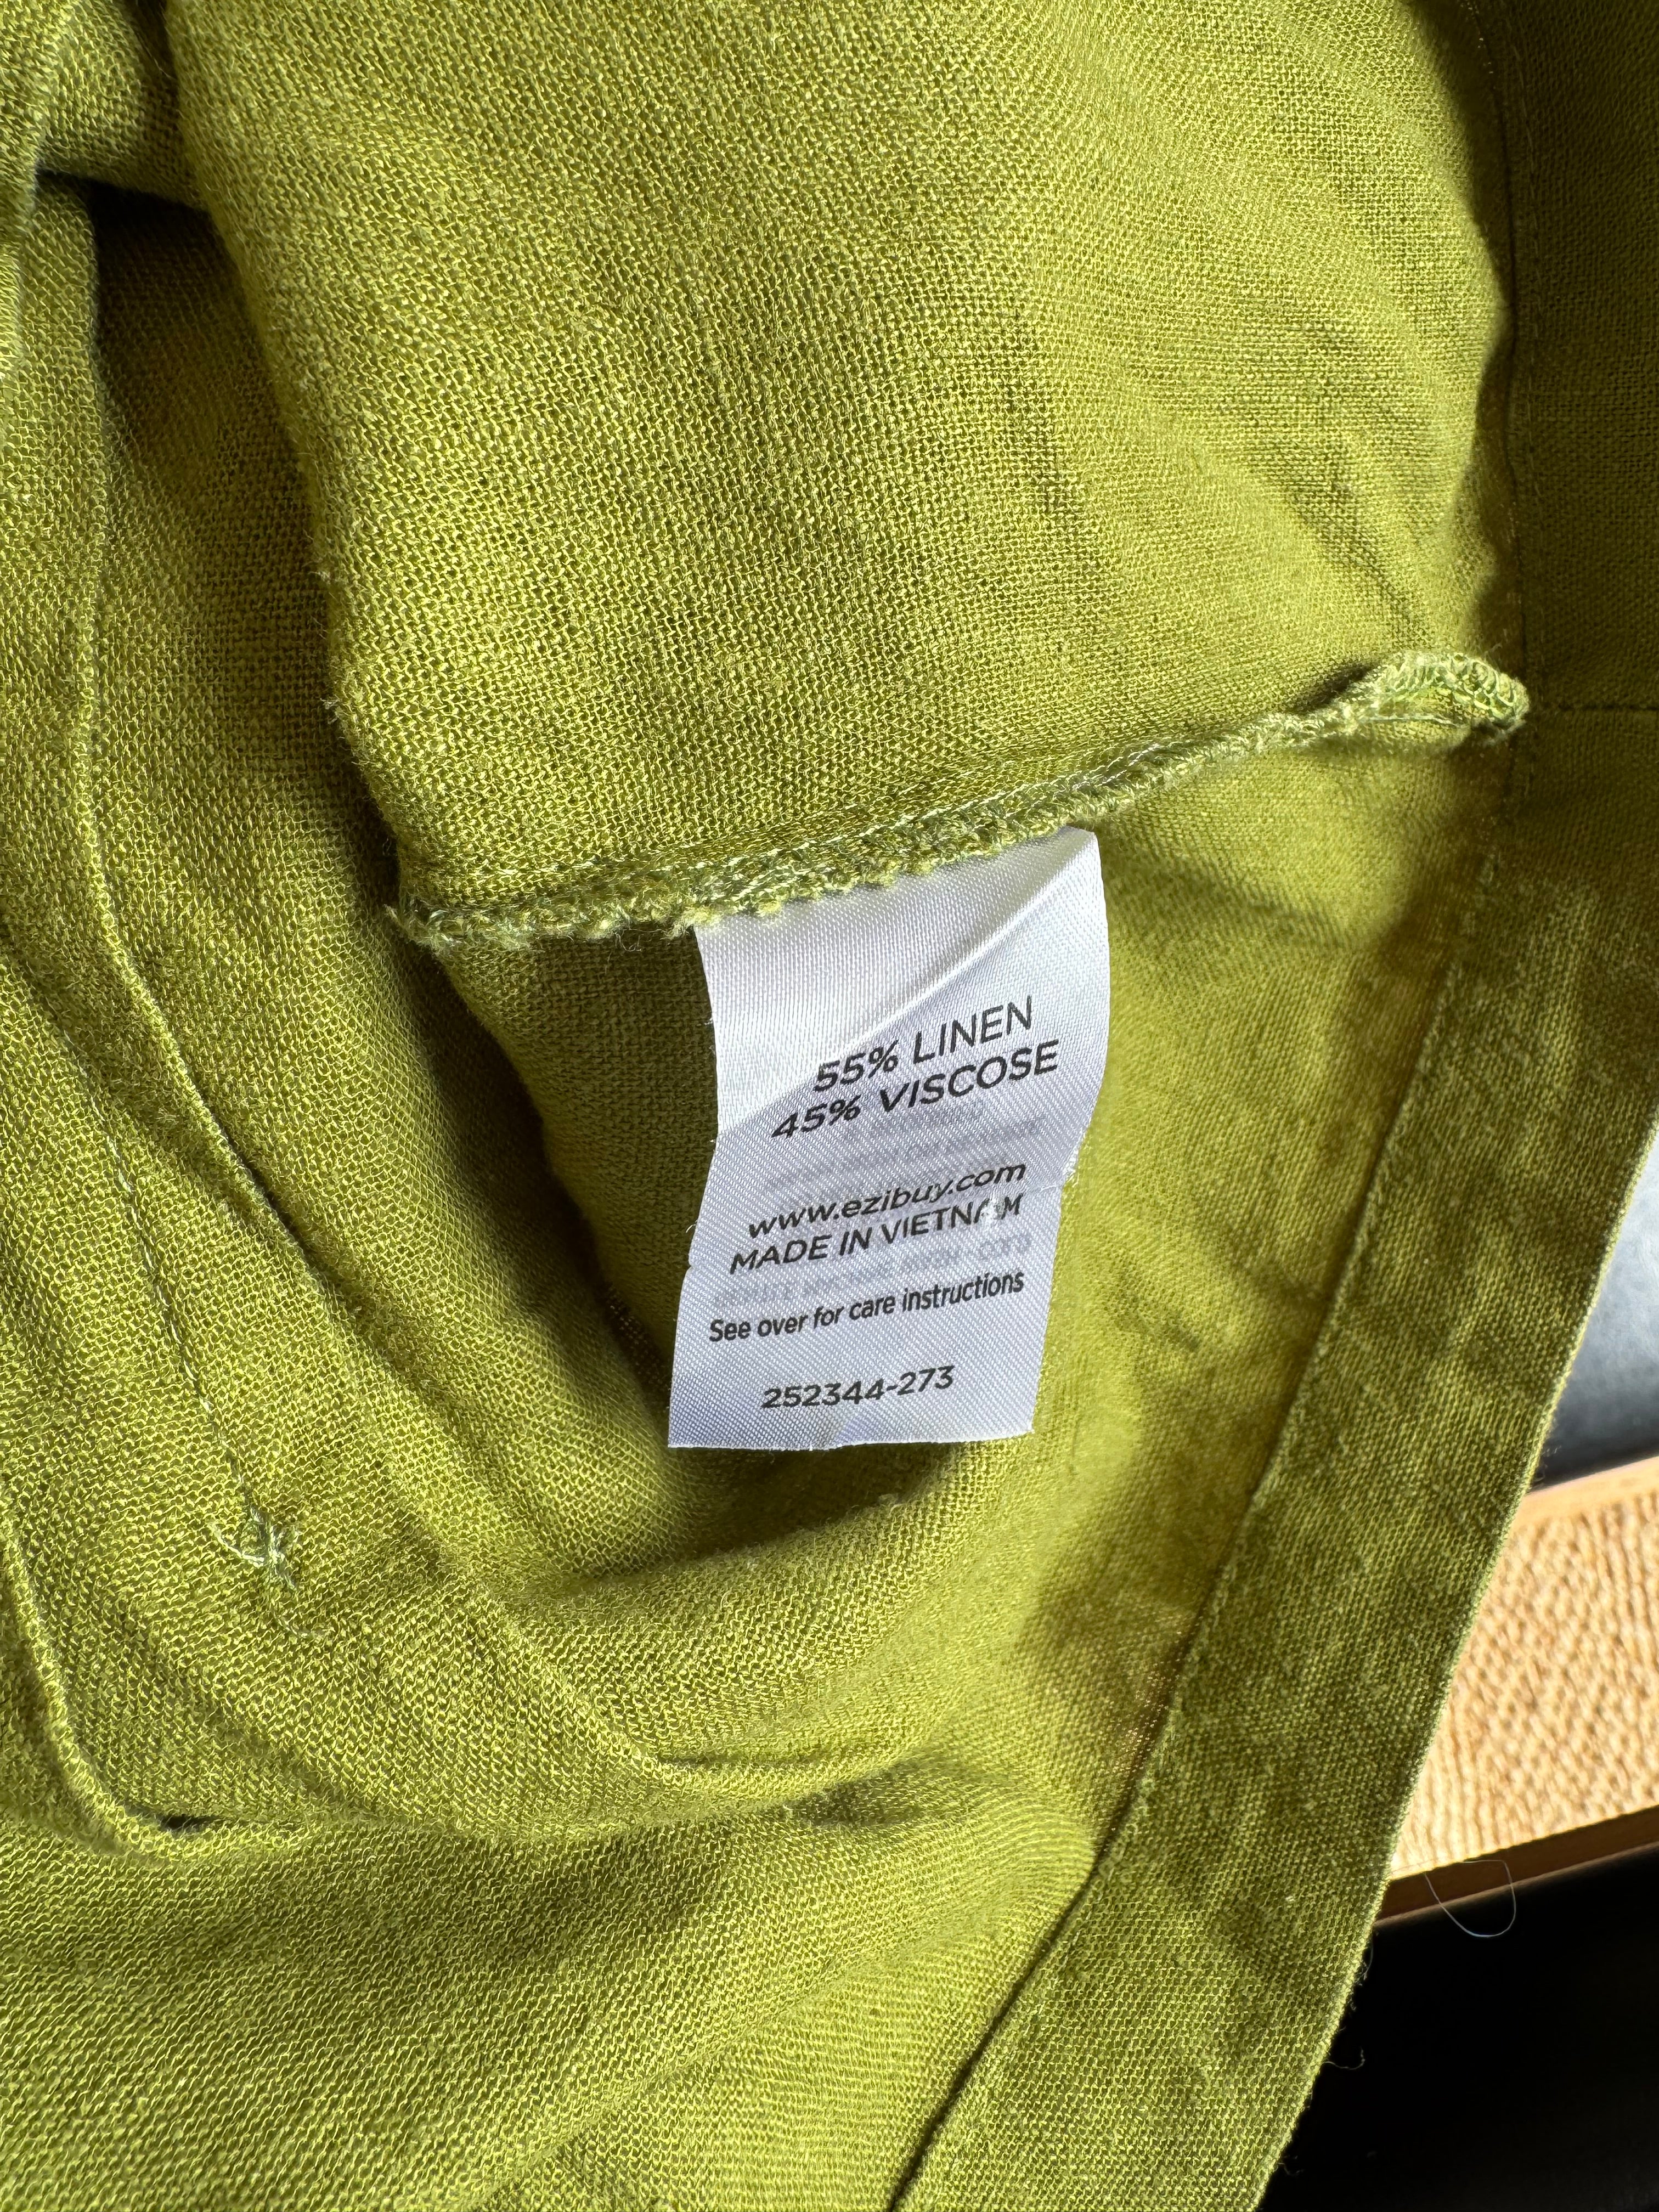 55% LINEN
45% VISCOSE
www.ezibuy.com
MADE IN VIETNAM
See over for care instructions
252344-273